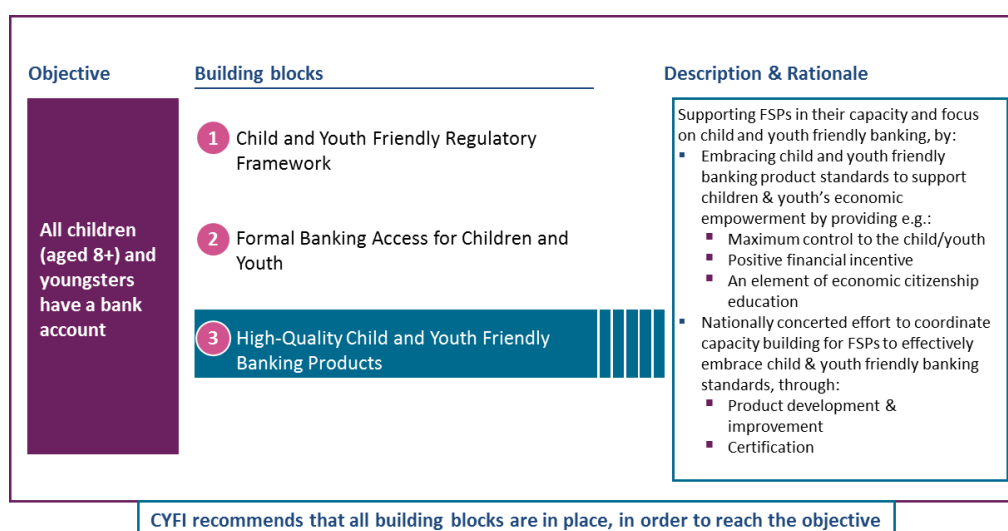 Objective
Building blocks
Description & Rationale
All children
(aged 8+) and
youngsters
have a bank
account
1
Child and Youth Friendly Regulatory
Framework
2
Formal Banking Access for Children and
Youth
3
High-Quality Child and Youth Friendly
Banking Products
Supporting FSPs in their capacity and focus
on child and youth friendly banking, by:
▪ Embracing child and youth friendly
banking product standards to support
children & youth’s economic
empowerment by providing e.g.:
▪ Maximum control to the child/youth
▪ Positive financial incentive
▪ An element of economic citizenship
education
▪ Nationally concerted effort to coordinate
capacity building for FSPs to effectively
embrace child & youth friendly banking
standards, through:
▪ Product development &
improvement
▪ Certification
CYFI recommends that all building blocks are in place, in order to reach the objective